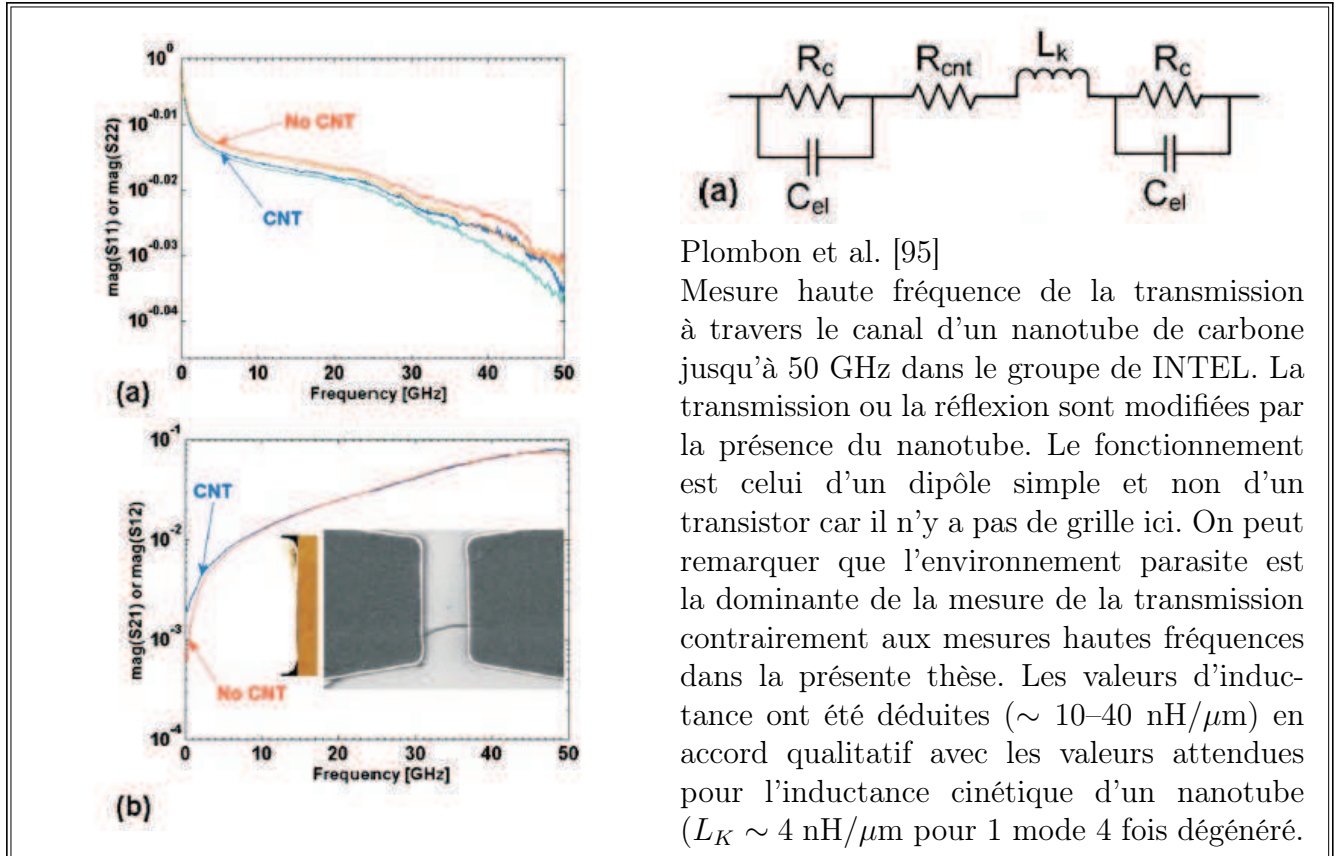 10^0
10^-0.01
10^-0.02
10^-0.03
10^-0.04
mag(S11) or mag(S22)
No CNT
CNT
0 10 20 30 40 50
Frequency [GHz]
(a)
10^-1
10^-2
10^-3
10^-4
mag(S21) or mag(S12)
CNT
No CNT
0 10 20 30 40 50
Frequency [GHz]
(b)
R_c R_cnt L_k R_c
C_el C_el
(a)
Plombon et al. [95]
Mesure haute fréquence de la transmission
à travers le canal d'un nanotube de carbone
jusqu'à 50 GHz dans le groupe de INTEL. La
transmission ou la réflexion sont modifiées par
la présence du nanotube. Le fonctionnement
est celui d'un dipôle simple et non d'un
transistor car il n'y a pas de grille ici. On peut
remarquer que l'environnement parasite est
la dominante de la mesure de la transmission
contrairement aux mesures hautes fréquences
dans la présente thèse. Les valeurs d'induc-
tance ont été déduites (∼ 10–40 nH/μm) en
accord qualitatif avec les valeurs attendues
pour l'inductance cinétique d'un nanotube
(L_K ∼ 4 nH/μm pour 1 mode 4 fois dégénéré.